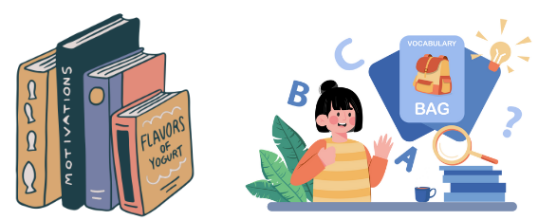 MOTIVATIONS
FLAVORS
OF
YOGURT
B
C
VOCABULARY
BAG
A
?